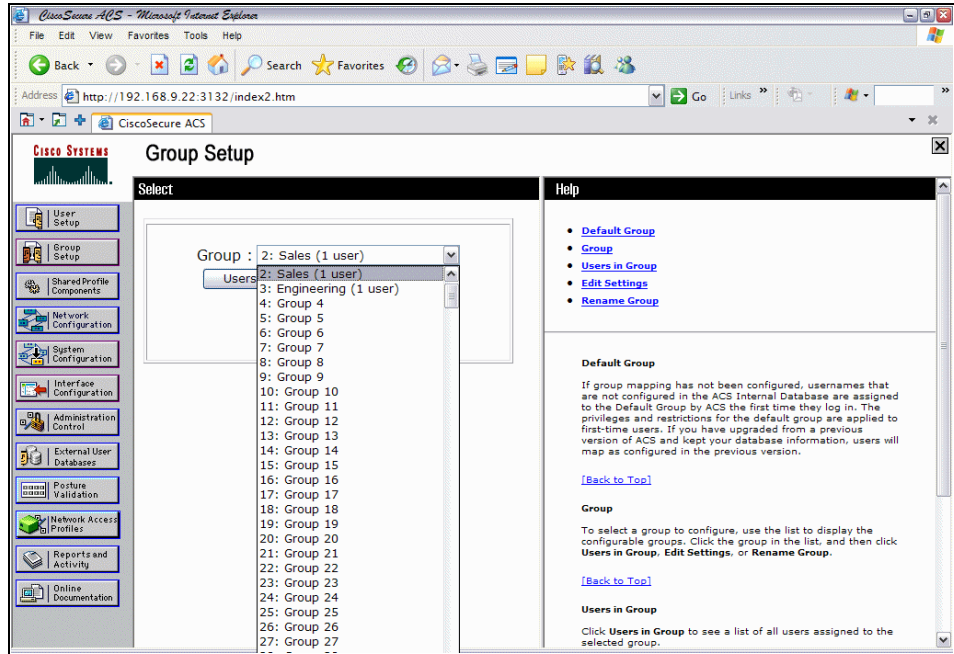 CiscoSecure ACS - Microsoft Internet Explorer
File Edit View Favorites Tools Help
Back Search Favorites
Address http://192.168.9.22:3132/index2.htm Go Links »
CiscoSecure ACS
CISCO SYSTEMS
Group Setup
Select
User Setup
Group Setup
Shared Profile Components
Network Configuration
System Configuration
Interface Configuration
Administration Control
External User Databases
Posture Validation
Network Access Profiles
Reports and Activity
Online Documentation
Group : 2: Sales (1 user)
Users
2: Sales (1 user)
3: Engineering (1 user)
4: Group 4
5: Group 5
6: Group 6
7: Group 7
8: Group 8
9: Group 9
10: Group 10
11: Group 11
12: Group 12
13: Group 13
14: Group 14
15: Group 15
16: Group 16
17: Group 17
18: Group 18
19: Group 19
20: Group 20
21: Group 21
22: Group 22
23: Group 23
24: Group 24
25: Group 25
26: Group 26
27: Group 27
Help
Default Group
Group
Users in Group
Edit Settings
Rename Group
Default Group
If group mapping has not been configured, usernames that
are not configured in the ACS Internal Database are assigned
to the Default Group by ACS the first time they log in. The
privileges and restrictions for the default group are applied to
first-time users. If you have upgraded from a previous
version of ACS and kept your database information, users will
map as configured in the previous version.
[Back to Top]
Group
To select a group to configure, use the list to display the
configurable groups. Click the group in the list, and then click
Users in Group, Edit Settings, or Rename Group.
[Back to Top]
Users in Group
Click Users in Group to see a list of all users assigned to the
selected group.